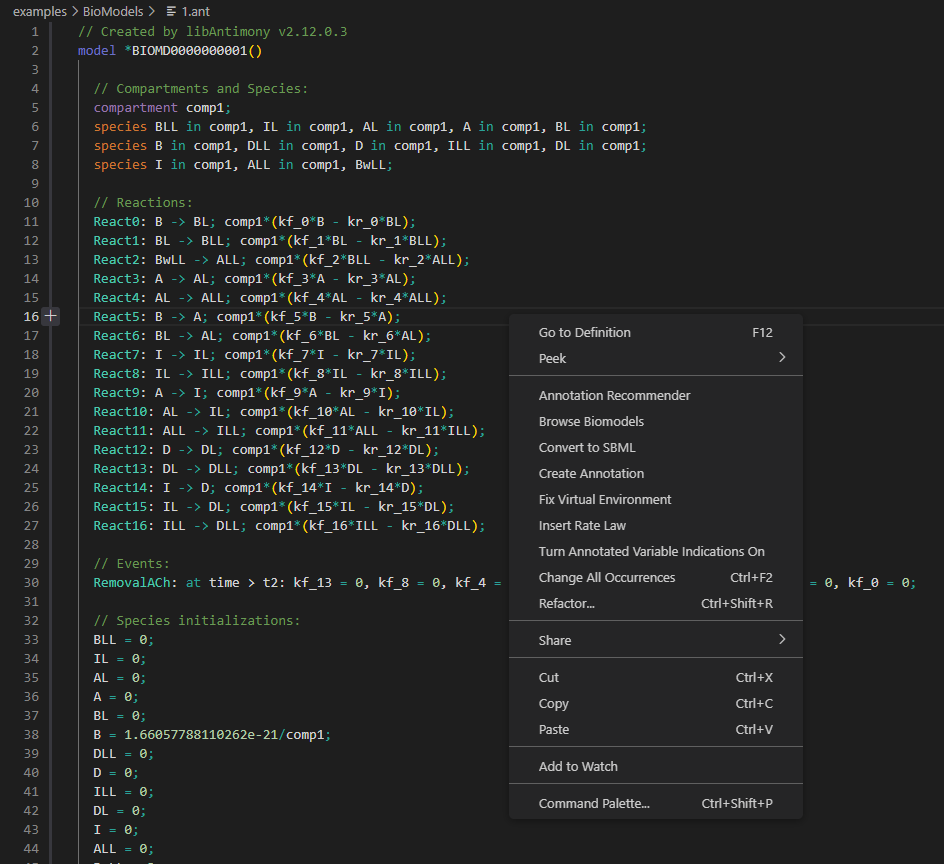 examples > BioModels > 1.ant
1 // Created by libAntimony v2.12.0.3
2 model *BIOMD0000000001()
3
4 // Compartments and Species:
5 compartment comp1;
6 species BLL in comp1, IL in comp1, AL in comp1, A in comp1, BL in comp1;
7 species B in comp1, DLL in comp1, D in comp1, ILL in comp1, DL in comp1;
8 species I in comp1, ALL in comp1, BwLL;
9
10 // Reactions:
11 React0: B -> BL; comp1*(kf_0*B - kr_0*BL);
12 React1: BL -> BLL; comp1*(kf_1*BL - kr_1*BLL);
13 React2: BwLL -> ALL; comp1*(kf_2*BLL - kr_2*ALL);
14 React3: A -> AL; comp1*(kf_3*A - kr_3*AL);
15 React4: AL -> ALL; comp1*(kf_4*AL - kr_4*ALL);
16 React5: B -> A; comp1*(kf_5*B - kr_5*A);
17 React6: BL -> AL; comp1*(kf_6*BL - kr_6*AL);
18 React7: I -> IL; comp1*(kf_7*I - kr_7*IL);
19 React8: IL -> ILL; comp1*(kf_8*IL - kr_8*ILL);
20 React9: A -> I; comp1*(kf_9*A - kr_9*I);
21 React10: AL -> IL; comp1*(kf_10*AL - kr_10*IL);
22 React11: ALL -> ILL; comp1*(kf_11*ALL - kr_11*ILL);
23 React12: D -> DL; comp1*(kf_12*D - kr_12*DL);
24 React13: DL -> DLL; comp1*(kf_13*DL - kr_13*DLL);
25 React14: I -> D; comp1*(kf_14*I - kr_14*D);
26 React15: IL -> DL; comp1*(kf_15*IL - kr_15*DL);
27 React16: ILL -> DLL; comp1*(kf_16*ILL - kr_16*DLL);
28
29 // Events:
30 RemovalACh: at time > t2: kf_13 = 0, kf_8 = 0, kf_4 = = 0, kf_0 = 0;
31
32 // Species initializations:
33 BLL = 0;
34 IL = 0;
35 AL = 0;
36 A = 0;
37 BL = 0;
38 B = 1.66057788110262e-21/comp1;
39 DLL = 0;
40 D = 0;
41 ILL = 0;
42 DL = 0;
43 I = 0;
44 ALL = 0;
Go to Definition F12
Peek >
Annotation Recommender
Browse Biomodels
Convert to SBML
Create Annotation
Fix Virtual Environment
Insert Rate Law
Turn Annotated Variable Indications On
Change All Occurrences Ctrl+F2
Refactor... Ctrl+Shift+R
Share >
Cut Ctrl+X
Copy Ctrl+C
Paste Ctrl+V
Add to Watch
Command Palette... Ctrl+Shift+P